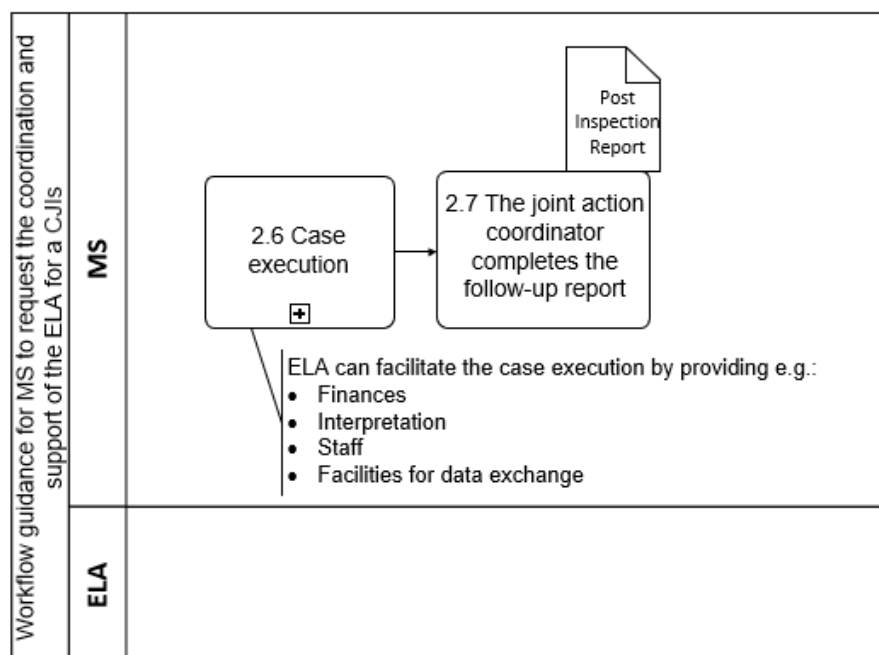 Workflow guidance for MS to request the coordination and
support of the ELA for a CJIs
MS
Post
Inspection
Report
2.6 Case
execution
2.7 The joint action
coordinator
completes the
follow-up report
ELA can facilitate the case execution by providing e.g.:
• Finances
• Interpretation
• Staff
• Facilities for data exchange
ELA